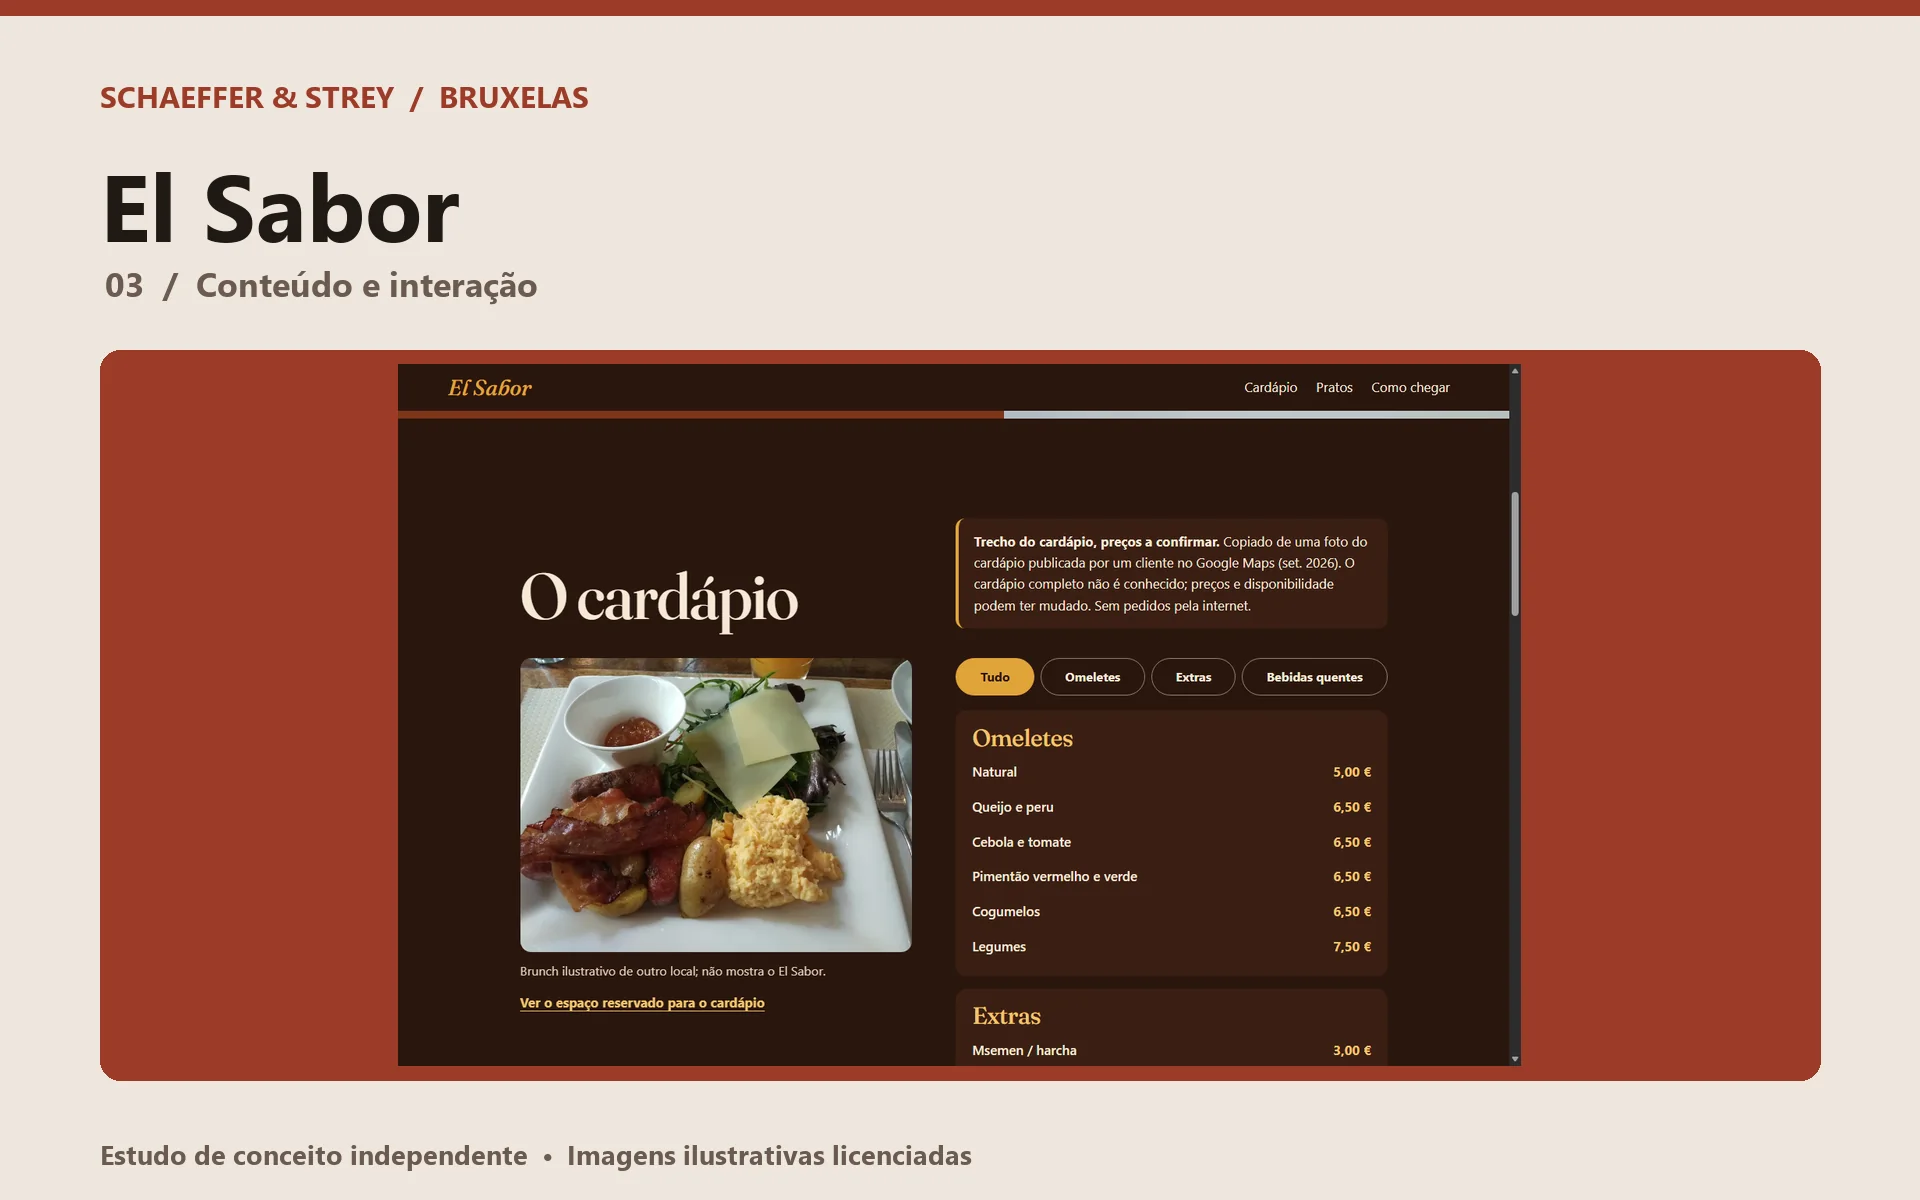 SCHAEFFER & STREY / BRUXELAS
El Sabor
03 / Conteúdo e interação
El Sabor
Cardápio Pratos Como chegar
O cardápio
Brunch ilustrativo de outro local; não mostra o El Sabor.
Ver o espaço reservado para o cardápio
Trecho do cardápio, preços a confirmar. Copiado de uma foto do
cardápio publicada por um cliente no Google Maps (set. 2026). O
cardápio completo não é conhecido; preços e disponibilidade
podem ter mudado. Sem pedidos pela internet.
Tudo Omeletes Extras Bebidas quentes
Omeletes
Natural 5,00 €
Queijo e peru 6,50 €
Cebola e tomate 6,50 €
Pimentão vermelho e verde 6,50 €
Cogumelos 6,50 €
Legumes 7,50 €
Extras
Msemen / harcha 3,00 €
Estudo de conceito independente • Imagens ilustrativas licenciadas